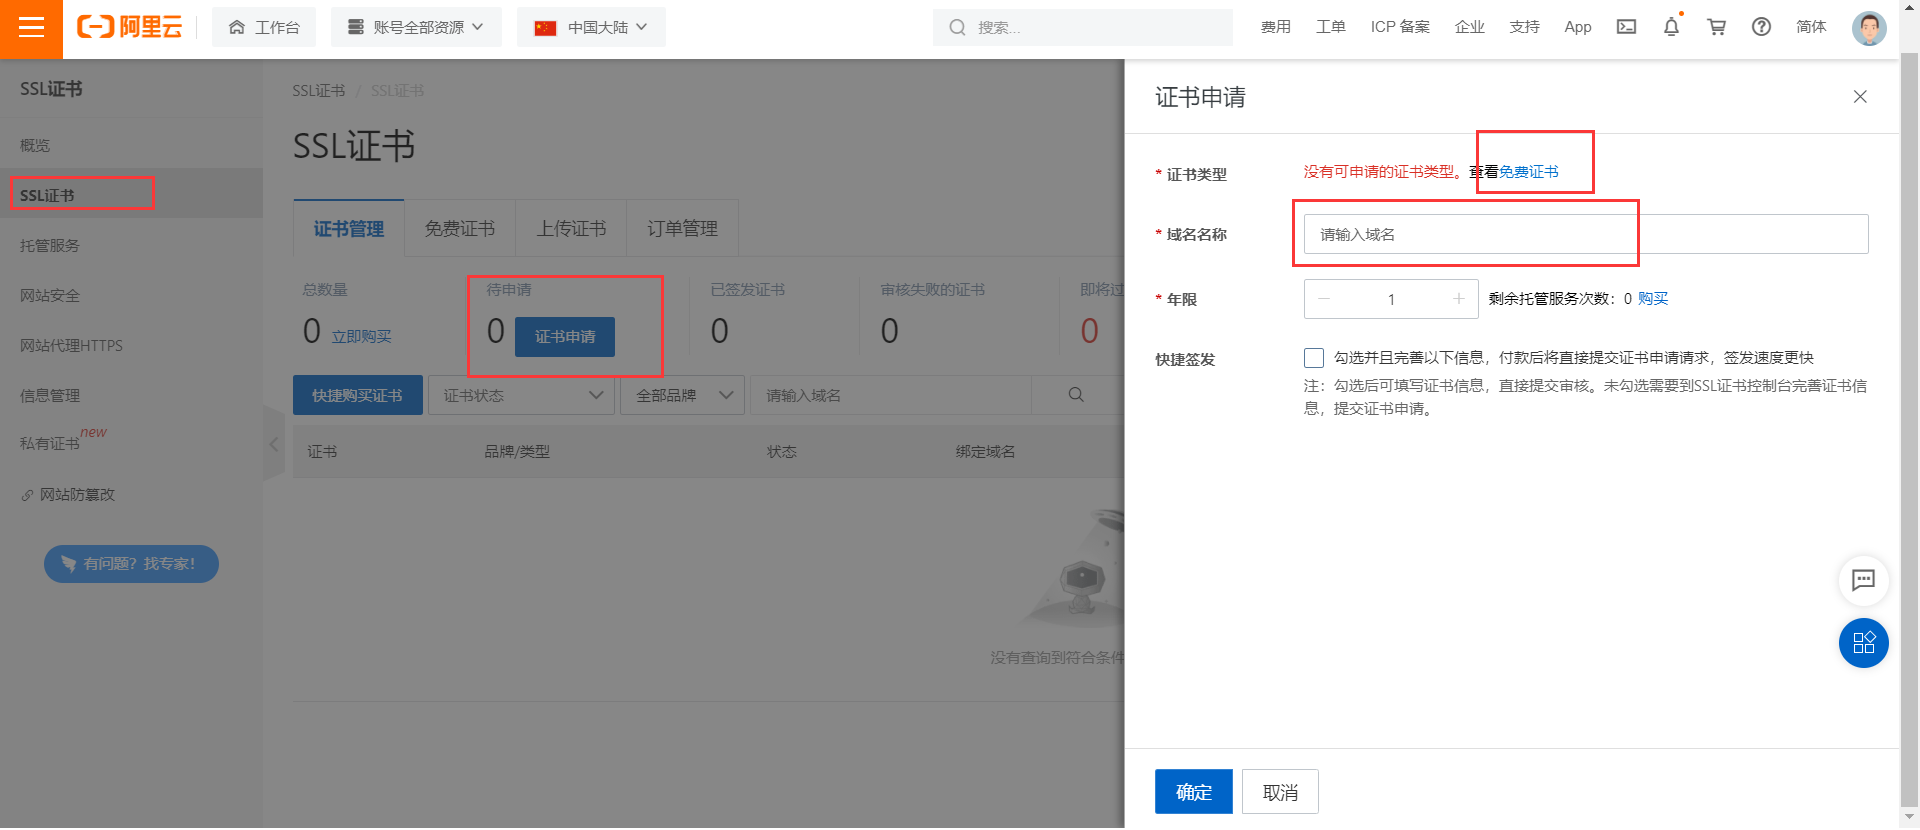 阿里云
工作台
账号全部资源
中国大陆
搜索...
费用
工单
ICP 备案
企业
支持
App
简体
SSL证书
概览
SSL证书
托管服务
网站安全
网站代理HTTPS
信息管理
私有证书 new
网站防篡改
有问题？找专家！
SSL证书 / SSL证书
SSL证书
证书管理
免费证书
上传证书
订单管理
总数量
0 立即购买
待申请
0 证书申请
已签发证书
0
审核失败的证书
0
即将过
0
快捷购买证书
证书状态
全部品牌
请输入域名
证书
品牌/类型
状态
绑定域名
没有查询到符合条件
证书申请
* 证书类型
没有可申请的证书类型。查看免费证书
* 域名名称
请输入域名
* 年限
1
剩余托管服务次数：0 购买
快捷签发
勾选并且完善以下信息，付款后将直接提交证书申请请求，签发速度更快
注：勾选后可填写证书信息，直接提交审核。未勾选需要到SSL证书控制台完善证书信
息，提交证书申请。
确定
取消